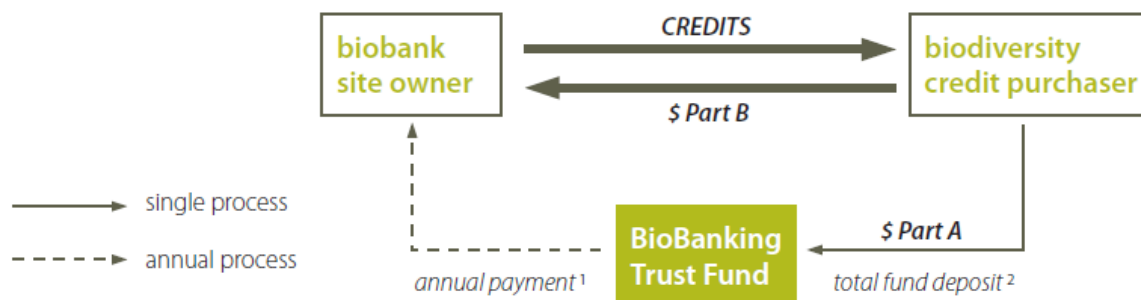 CREDITS
biobank
site owner
biodiversity
credit purchaser
$ Part B
single process
annual process
BioBanking
Trust Fund
$ Part A
annual payment ¹
total fund deposit ²